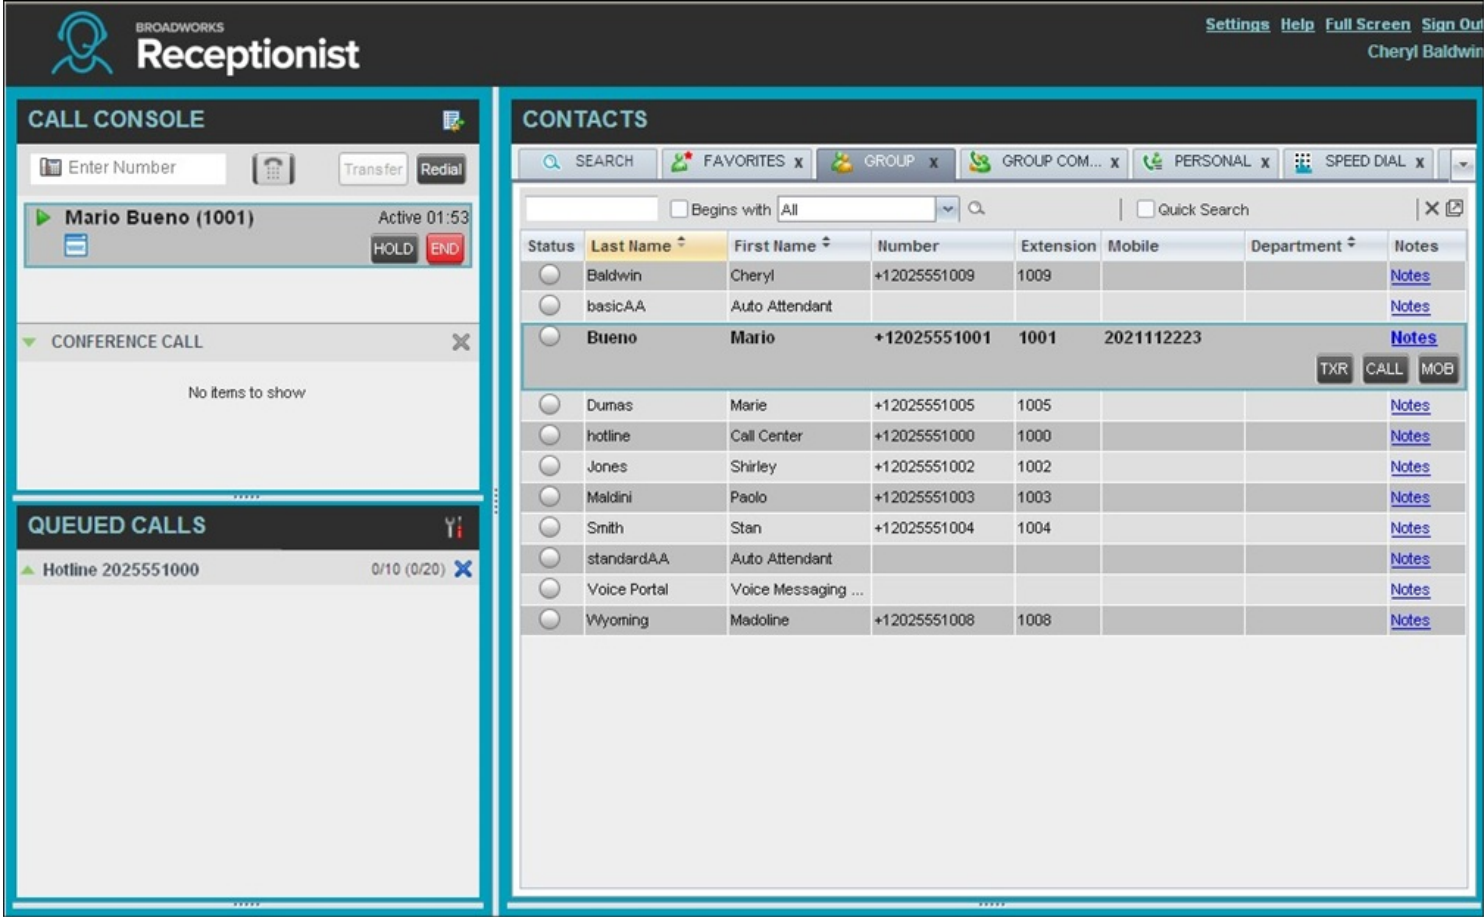 BROADWORKS
Receptionist
Settings Help Full Screen Sign Out
Cheryl Baldwin
CALL CONSOLE
Enter Number Transfer Redial
Mario Bueno (1001) Active 01:53
HOLD END
CONFERENCE CALL
No items to show
QUEUED CALLS
Hotline 2025551000 0/10 (0/20)
CONTACTS
SEARCH FAVORITES X GROUP X GROUP COM... X PERSONAL X SPEED DIAL X
Begins with All Quick Search
Status Last Name First Name Number Extension Mobile Department Notes
Baldwin Cheryl +12025551009 1009 Notes
basicAA Auto Attendant Notes
Bueno Mario +12025551001 1001 2021112223 Notes
TXR CALL MOB
Dumas Marie +12025551005 1005 Notes
hotline Call Center +12025551000 1000 Notes
Jones Shirley +12025551002 1002 Notes
Maldini Paolo +12025551003 1003 Notes
Smith Stan +12025551004 1004 Notes
standardAA Auto Attendant Notes
Voice Portal Voice Messaging ... Notes
Wyoming Madoline +12025551008 1008 Notes